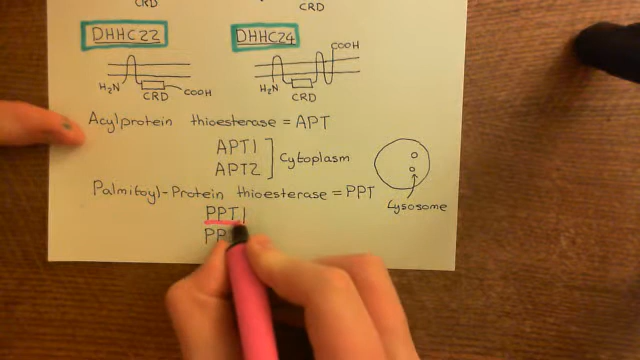 CRD
CRD
DHHC22
DHHC24
COOH
H₂N
CRD
COOH
H₂N
CRD
Acylprotein thioesterase = APT
APT1
APT2
Cytoplasm
Palmitoyl-Protein thioesterase = PPT
Lysosome
PPT1